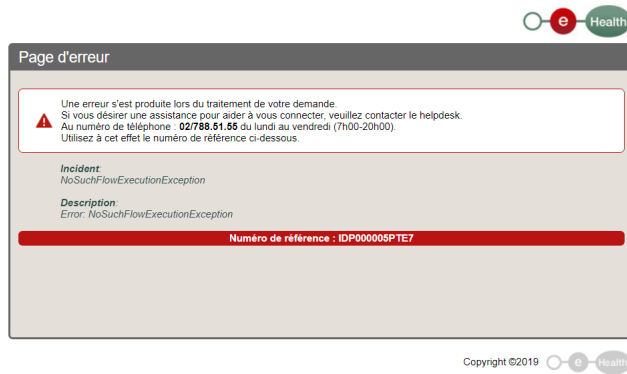 e Health
Page d'erreur
Une erreur s'est produite lors du traitement de votre demande.
Si vous désirer une assistance pour aider à vous connecter, veuillez contacter le helpdesk.
Au numéro de téléphone : 02/788.51.55 du lundi au vendredi (7h00-20h00).
Utilisez à cet effet le numéro de référence ci-dessous.
Incident:
NoSuchFlowExecutionException
Description:
Error: NoSuchFlowExecutionException
Numéro de référence : IDP000005PTE7
Copyright ©2019 e Health